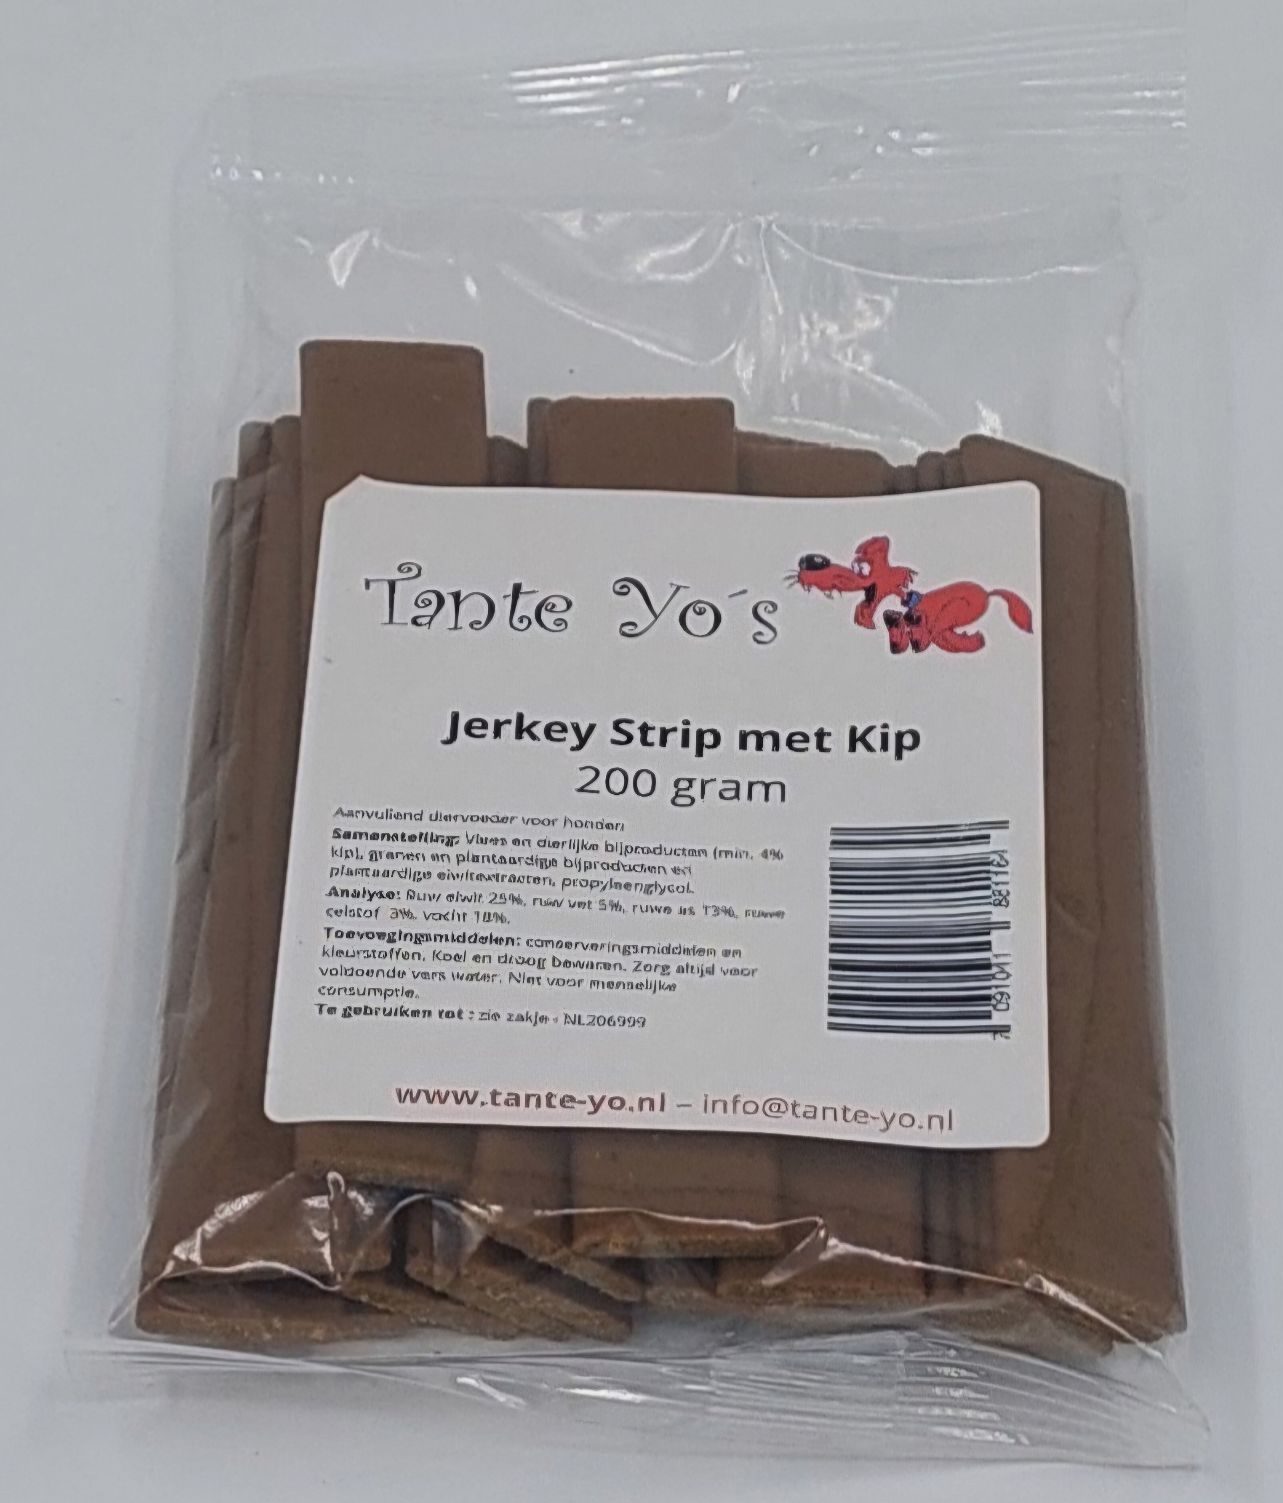 Tante Yo´s
Jerkey Strip met Kip
200 gram
Aanvullend diervoeder voor honden
Samenstelling: Vlees en dierlijke bijproducten (min. 4%
kip), granen en plantaardige bijproducten en
plantaardige eiwitextracten, propyleenglycol.
Analyse: Ruw eiwit 25%, ruw vet 5%, ruwe as 13%, ruwe
celstof 3%, vocht 18%.
Toevoegingsmiddelen: conserveringsmiddelen en
kleurstoffen. Koel en droog bewaren. Zorg altijd voor
voldoende vers water. Niet voor menselijke
consumptie.
Te gebruiken tot : zie zakje - NL206999
www.tante-yo.nl – info@tante-yo.nl